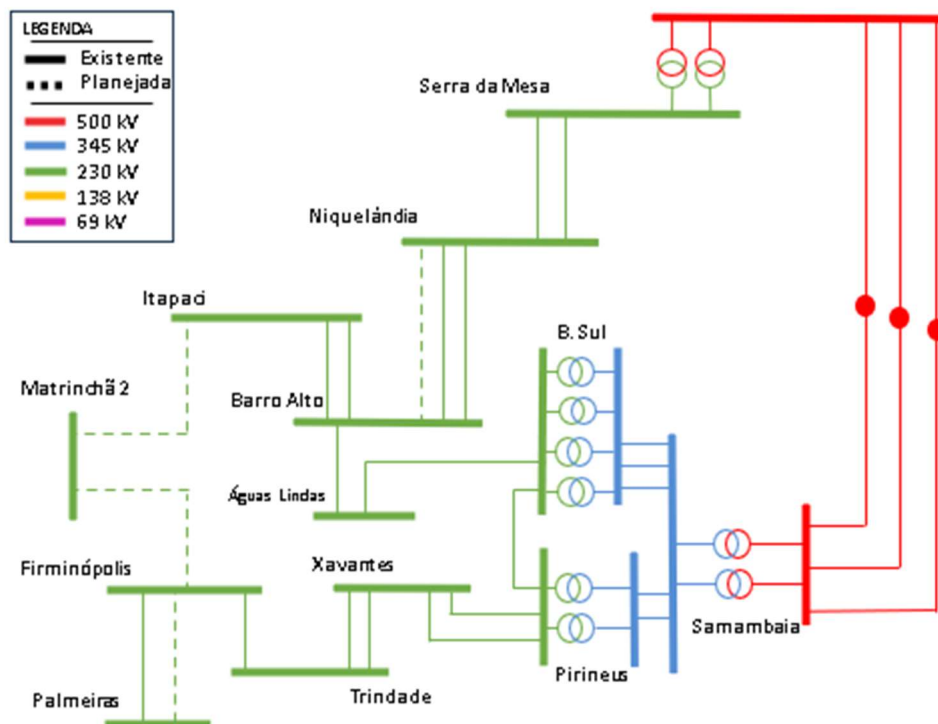 LEGENDA
Existente
Planejada
500 kV
345 kV
230 kV
138 kV
69 kV
Serra da Mesa
Niquelândia
Itapaci
B. Sul
Matrinchã 2
Barro Alto
Águas Lindas
Firminópolis
Xavantes
Samambaia
Pirineus
Palmeiras
Trindade